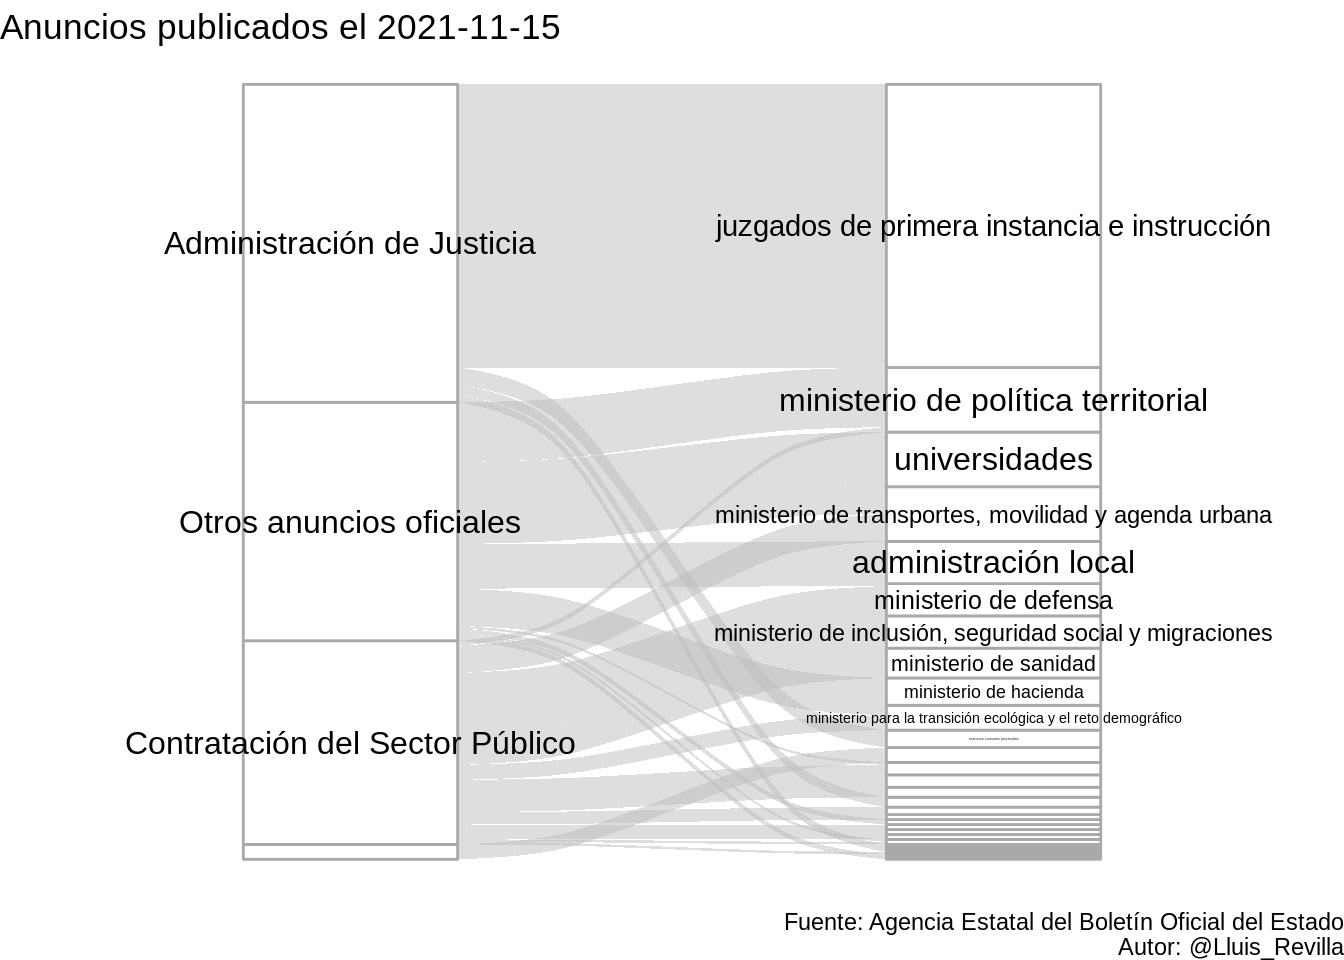 Anuncios publicados el 2021-11-15
Administración de Justicia
Otros anuncios oficiales
Contratación del Sector Público
juzgados de primera instancia e instrucción
ministerio de política territorial
universidades
ministerio de transportes, movilidad y agenda urbana
administración local
ministerio de defensa
ministerio de inclusión, seguridad social y migraciones
ministerio de sanidad
ministerio de hacienda
ministerio para la transición ecológica y el reto demográfico
servicios comunes procesales
Fuente: Agencia Estatal del Boletín Oficial del Estado
Autor: @Lluis_Revilla